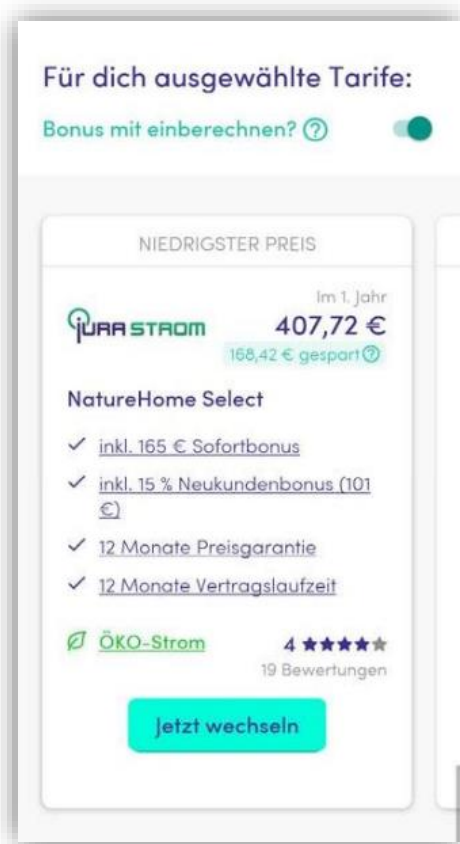 Für dich ausgewählte Tarife:
Bonus mit einberechnen? ?
NIEDRIGSTER PREIS
Im 1. Jahr
jURA STROM
407,72 €
168,42 € gespart ?
NatureHome Select
inkl. 165 € Sofortbonus
inkl. 15 % Neukundenbonus (101
€)
12 Monate Preisgarantie
12 Monate Vertragslaufzeit
ÖKO-Strom
4
19 Bewertungen
Jetzt wechseln